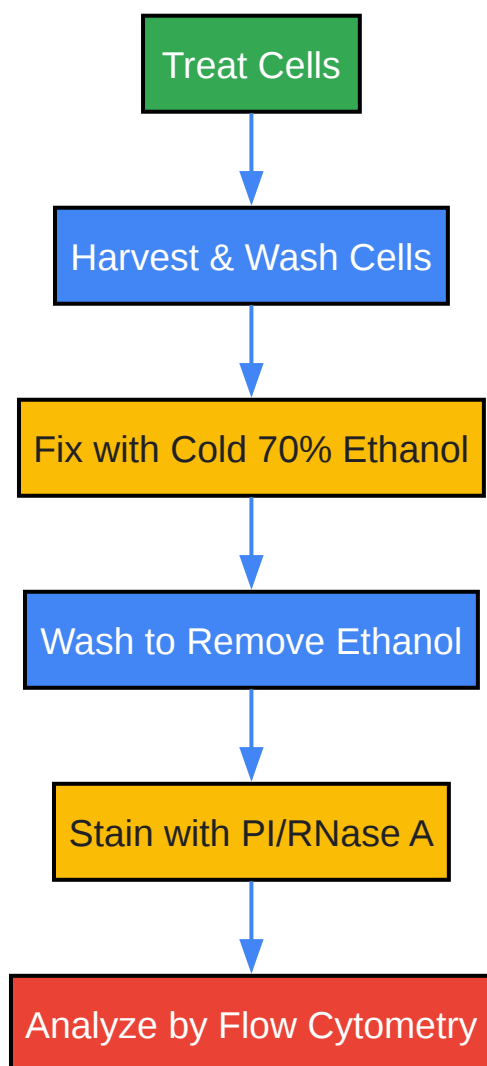 Treat Cells
Harvest & Wash Cells
Fix with Cold 70% Ethanol
Wash to Remove Ethanol
Stain with PI/RNase A
Analyze by Flow Cytometry